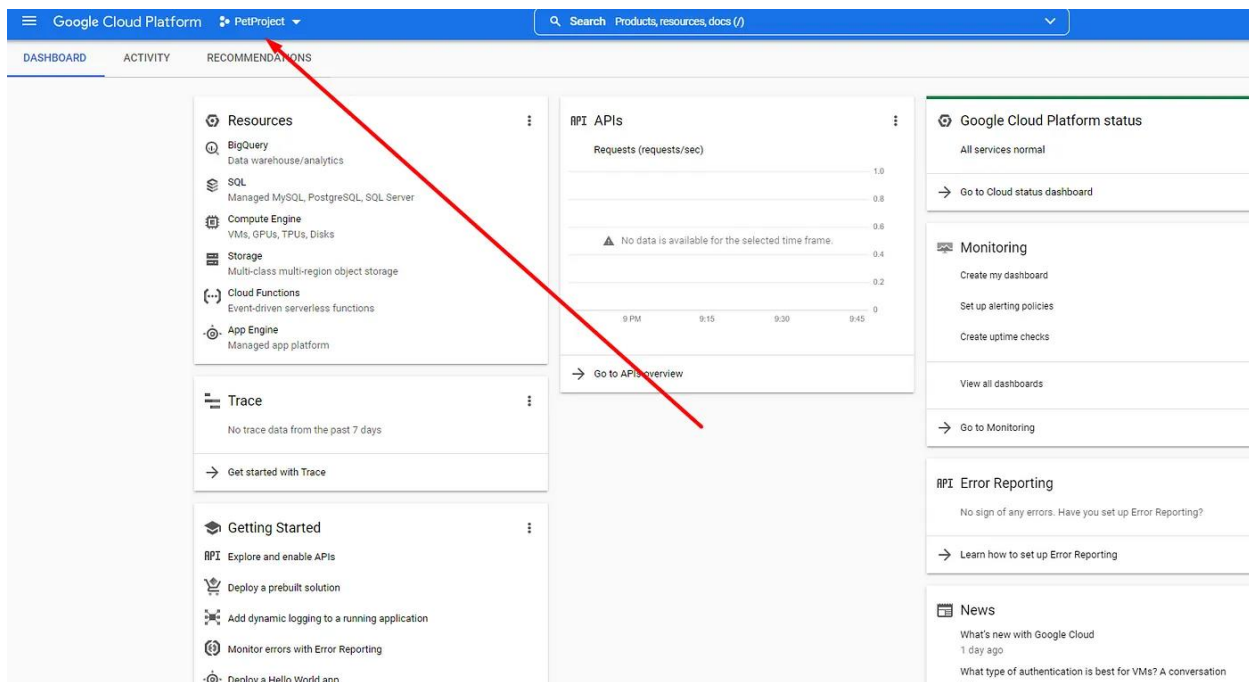 Google Cloud Platform PetProject Search Products, resources, docs (/)
DASHBOARD ACTIVITY RECOMMENDATIONS
Resources
BigQuery
Data warehouse/analytics
SQL
Managed MySQL, PostgreSQL, SQL Server
Compute Engine
VMs, GPUs, TPUs, Disks
Storage
Multi-class multi-region object storage
Cloud Functions
Event-driven serverless functions
App Engine
Managed app platform
Trace
No trace data from the past 7 days
Get started with Trace
Getting Started
API Explore and enable APIs
Deploy a prebuilt solution
Add dynamic logging to a running application
Monitor errors with Error Reporting
Deploy a Hello World app
API APIs
Requests (requests/sec)
1.0
0.8
0.6
No data is available for the selected time frame.
0.4
0.2
0
9 PM 9:15 9:30 9:45
Go to APIs overview
Google Cloud Platform status
All services normal
Go to Cloud status dashboard
Monitoring
Create my dashboard
Set up alerting policies
Create uptime checks
View all dashboards
Go to Monitoring
API Error Reporting
No sign of any errors. Have you set up Error Reporting?
Learn how to set up Error Reporting
News
What's new with Google Cloud
1 day ago
What type of authentication is best for VMs? A conversation